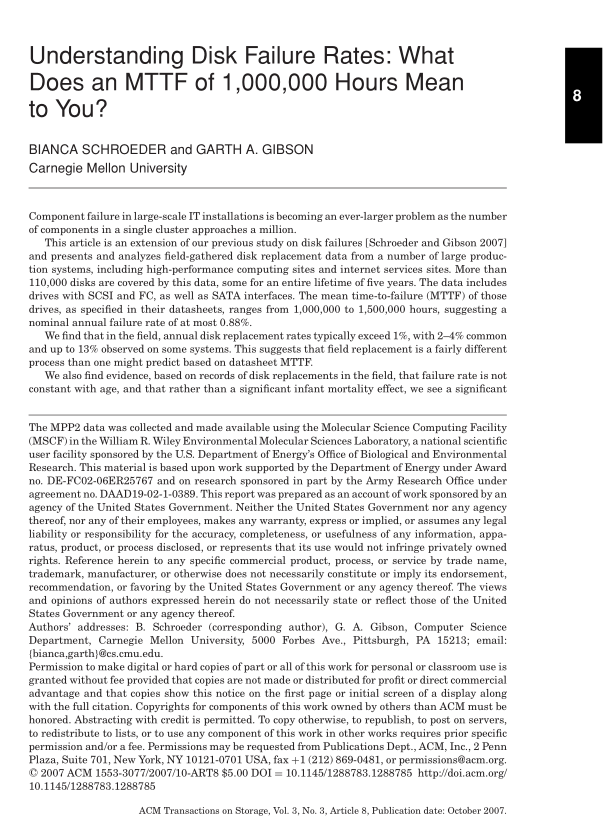 Understanding Disk Failure Rates: What
Does an MTTF of 1,000,000 Hours Mean
to You?
8
BIANCA SCHROEDER and GARTH A. GIBSON
Carnegie Mellon University
Component failure in large-scale IT installations is becoming an ever-larger problem as the number
of components in a single cluster approaches a million.
This article is an extension of our previous study on disk failures [Schroeder and Gibson 2007]
and presents and analyzes field-gathered disk replacement data from a number of large produc-
tion systems, including high-performance computing sites and internet services sites. More than
110,000 disks are covered by this data, some for an entire lifetime of five years. The data includes
drives with SCSI and FC, as well as SATA interfaces. The mean time-to-failure (MTTF) of those
drives, as specified in their datasheets, ranges from 1,000,000 to 1,500,000 hours, suggesting a
nominal annual failure rate of at most 0.88%.
We find that in the field, annual disk replacement rates typically exceed 1%, with 2–4% common
and up to 13% observed on some systems. This suggests that field replacement is a fairly different
process than one might predict based on datasheet MTTF.
We also find evidence, based on records of disk replacements in the field, that failure rate is not
constant with age, and that rather than a significant infant mortality effect, we see a significant
The MPP2 data was collected and made available using the Molecular Science Computing Facility
(MSCF) in the William R. Wiley Environmental Molecular Sciences Laboratory, a national scientific
user facility sponsored by the U.S. Department of Energy's Office of Biological and Environmental
Research. This material is based upon work supported by the Department of Energy under Award
no. DE-FC02-06ER25767 and on research sponsored in part by the Army Research Office under
agreement no. DAAD19-02-1-0389. This report was prepared as an account of work sponsored by an
agency of the United States Government. Neither the United States Government nor any agency
thereof, nor any of their employees, makes any warranty, express or implied, or assumes any legal
liability or responsibility for the accuracy, completeness, or usefulness of any information, appa-
ratus, product, or process disclosed, or represents that its use would not infringe privately owned
rights. Reference herein to any specific commercial product, process, or service by trade name,
trademark, manufacturer, or otherwise does not necessarily constitute or imply its endorsement,
recommendation, or favoring by the United States Government or any agency thereof. The views
and opinions of authors expressed herein do not necessarily state or reflect those of the United
States Government or any agency thereof.
Authors' addresses: B. Schroeder (corresponding author), G. A. Gibson, Computer Science
Department, Carnegie Mellon University, 5000 Forbes Ave., Pittsburgh, PA 15213; email:
{bianca,garth}@cs.cmu.edu.
Permission to make digital or hard copies of part or all of this work for personal or classroom use is
granted without fee provided that copies are not made or distributed for profit or direct commercial
advantage and that copies show this notice on the first page or initial screen of a display along
with the full citation. Copyrights for components of this work owned by others than ACM must be
honored. Abstracting with credit is permitted. To copy otherwise, to republish, to post on servers,
to redistribute to lists, or to use any component of this work in other works requires prior specific
permission and/or a fee. Permissions may be requested from Publications Dept., ACM, Inc., 2 Penn
Plaza, Suite 701, New York, NY 10121-0701 USA, fax +1 (212) 869-0481, or permissions@acm.org.
© 2007 ACM 1553-3077/2007/10-ART8 $5.00 DOI = 10.1145/1288783.1288785 http://doi.acm.org/
10.1145/1288783.1288785
ACM Transactions on Storage, Vol. 3, No. 3, Article 8, Publication date: October 2007.